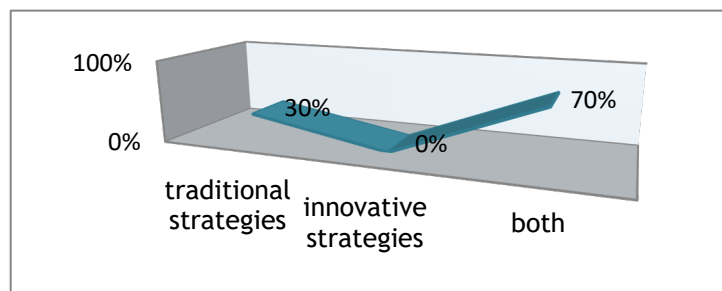 100%
0%
30%
0%
70%
traditional
strategies
innovative
strategies
both